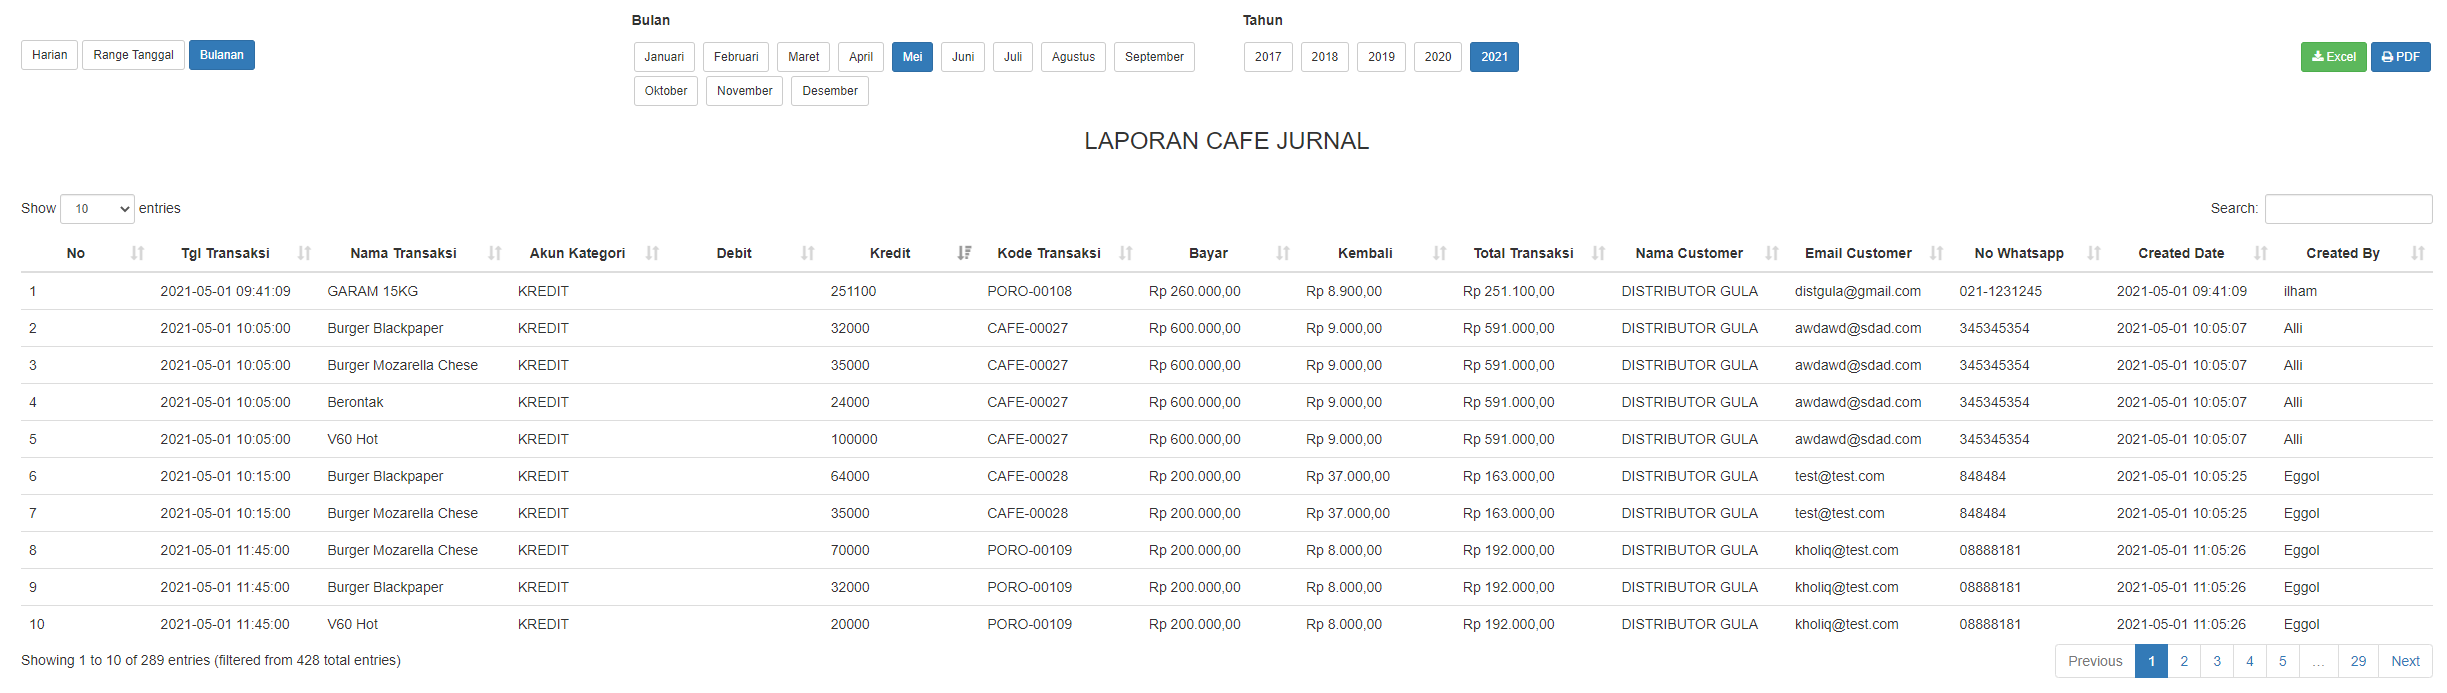 Bulan Tahun
Harian Range Tanggal Bulanan Januari Februari Maret April Mei Juni Juli Agustus September 2017 2018 2019 2020 2021 Excel PDF
Oktober November Desember
LAPORAN CAFE JURNAL
Show 10 entries Search:
No Tgl Transaksi Nama Transaksi Akun Kategori Debit Kredit Kode Transaksi Bayar Kembali Total Transaksi Nama Customer Email Customer No Whatsapp Created Date Created By
1 2021-05-01 09:41:09 GARAM 15KG KREDIT 251100 PORO-00108 Rp 260.000,00 Rp 8.900,00 Rp 251.100,00 DISTRIBUTOR GULA distgula@gmail.com 021-1231245 2021-05-01 09:41:09 ilham
2 2021-05-01 10:05:00 Burger Blackpaper KREDIT 32000 CAFE-00027 Rp 600.000,00 Rp 9.000,00 Rp 591.000,00 DISTRIBUTOR GULA awdawd@sdad.com 345345354 2021-05-01 10:05:07 Alli
3 2021-05-01 10:05:00 Burger Mozarella Chese KREDIT 35000 CAFE-00027 Rp 600.000,00 Rp 9.000,00 Rp 591.000,00 DISTRIBUTOR GULA awdawd@sdad.com 345345354 2021-05-01 10:05:07 Alli
4 2021-05-01 10:05:00 Berontak KREDIT 24000 CAFE-00027 Rp 600.000,00 Rp 9.000,00 Rp 591.000,00 DISTRIBUTOR GULA awdawd@sdad.com 345345354 2021-05-01 10:05:07 Alli
5 2021-05-01 10:05:00 V60 Hot KREDIT 100000 CAFE-00027 Rp 600.000,00 Rp 9.000,00 Rp 591.000,00 DISTRIBUTOR GULA awdawd@sdad.com 345345354 2021-05-01 10:05:07 Alli
6 2021-05-01 10:15:00 Burger Blackpaper KREDIT 64000 CAFE-00028 Rp 200.000,00 Rp 37.000,00 Rp 163.000,00 DISTRIBUTOR GULA test@test.com 848484 2021-05-01 10:05:25 Eggol
7 2021-05-01 10:15:00 Burger Mozarella Chese KREDIT 35000 CAFE-00028 Rp 200.000,00 Rp 37.000,00 Rp 163.000,00 DISTRIBUTOR GULA test@test.com 848484 2021-05-01 10:05:25 Eggol
8 2021-05-01 11:45:00 Burger Mozarella Chese KREDIT 70000 PORO-00109 Rp 200.000,00 Rp 8.000,00 Rp 192.000,00 DISTRIBUTOR GULA kholiq@test.com 08888181 2021-05-01 11:05:26 Eggol
9 2021-05-01 11:45:00 Burger Blackpaper KREDIT 32000 PORO-00109 Rp 200.000,00 Rp 8.000,00 Rp 192.000,00 DISTRIBUTOR GULA kholiq@test.com 08888181 2021-05-01 11:05:26 Eggol
10 2021-05-01 11:45:00 V60 Hot KREDIT 20000 PORO-00109 Rp 200.000,00 Rp 8.000,00 Rp 192.000,00 DISTRIBUTOR GULA kholiq@test.com 08888181 2021-05-01 11:05:26 Eggol
Showing 1 to 10 of 289 entries (filtered from 428 total entries) Previous 1 2 3 4 5 … 29 Next